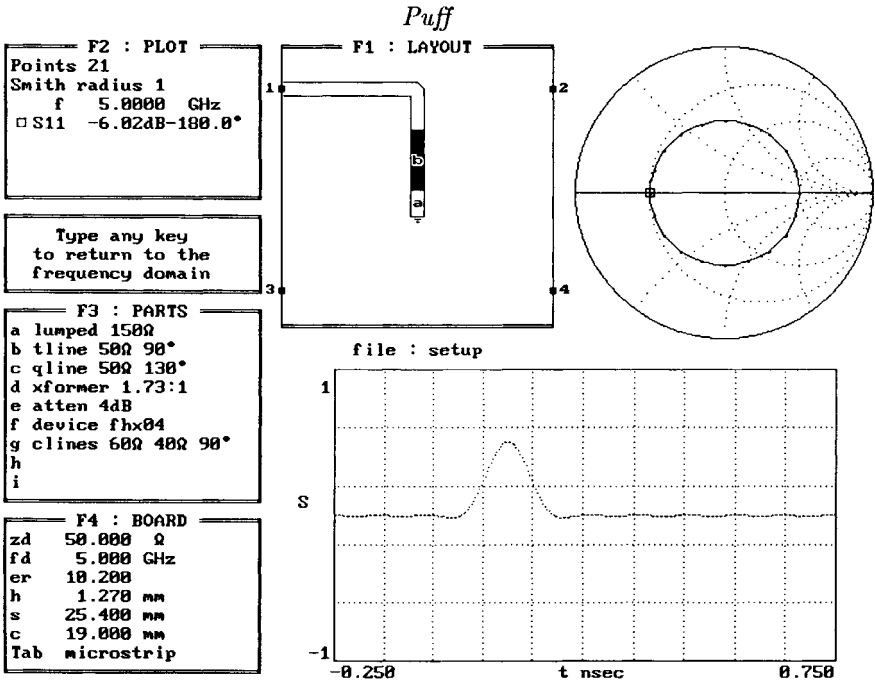 Puff
F2 : PLOT
Points 21
Smith radius 1
f 5.0000 GHz
□ S11 -6.02dB-180.0°
Type any key
to return to the
frequency domain
F3 : PARTS
a lumped 150Ω
b tline 50Ω 90°
c qline 50Ω 130°
d xformer 1.73:1
e atten 4dB
f device fhx04
g clines 60Ω 40Ω 90°
h
i
F4 : BOARD
zd 50.000 Ω
fd 5.000 GHz
er 10.200
h 1.270 mm
s 25.400 mm
c 19.000 mm
Tab microstrip
F1 : LAYOUT
1
2
b
a
3
4
file : setup
1
S
-1
-0.250 t nsec 0.750